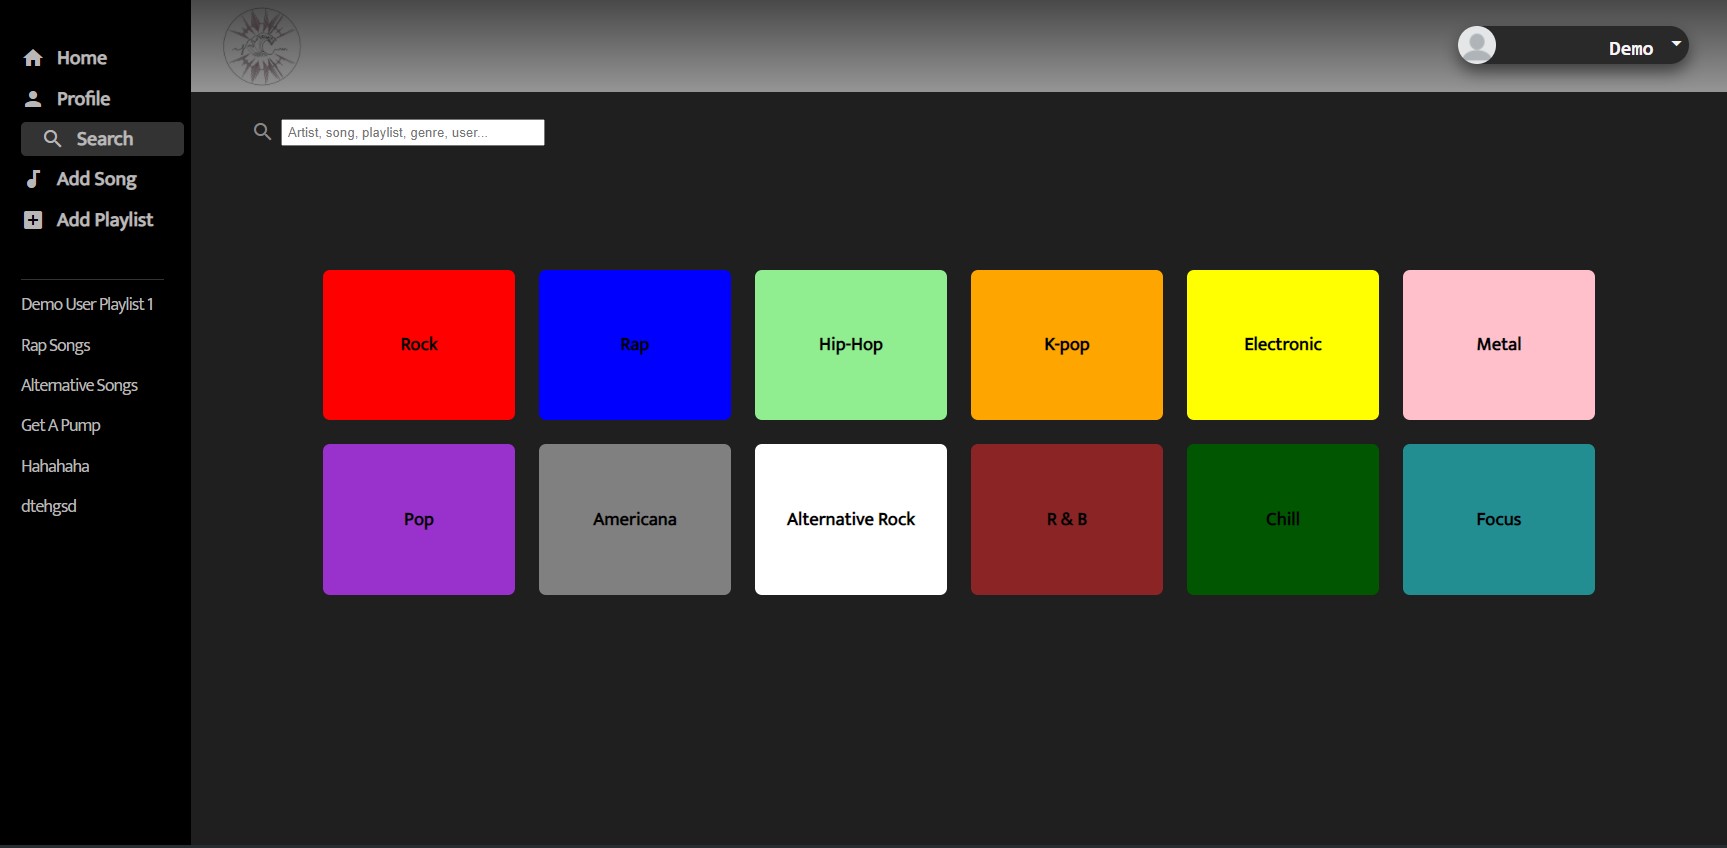 Home
Profile
Search
Add Song
Add Playlist
Demo User Playlist 1
Rap Songs
Alternative Songs
Get A Pump
Hahahaha
dtehgsd
Demo
Artist, song, playlist, genre, user...
Rock
Rap
Hip-Hop
K-pop
Electronic
Metal
Pop
Americana
Alternative Rock
R & B
Chill
Focus